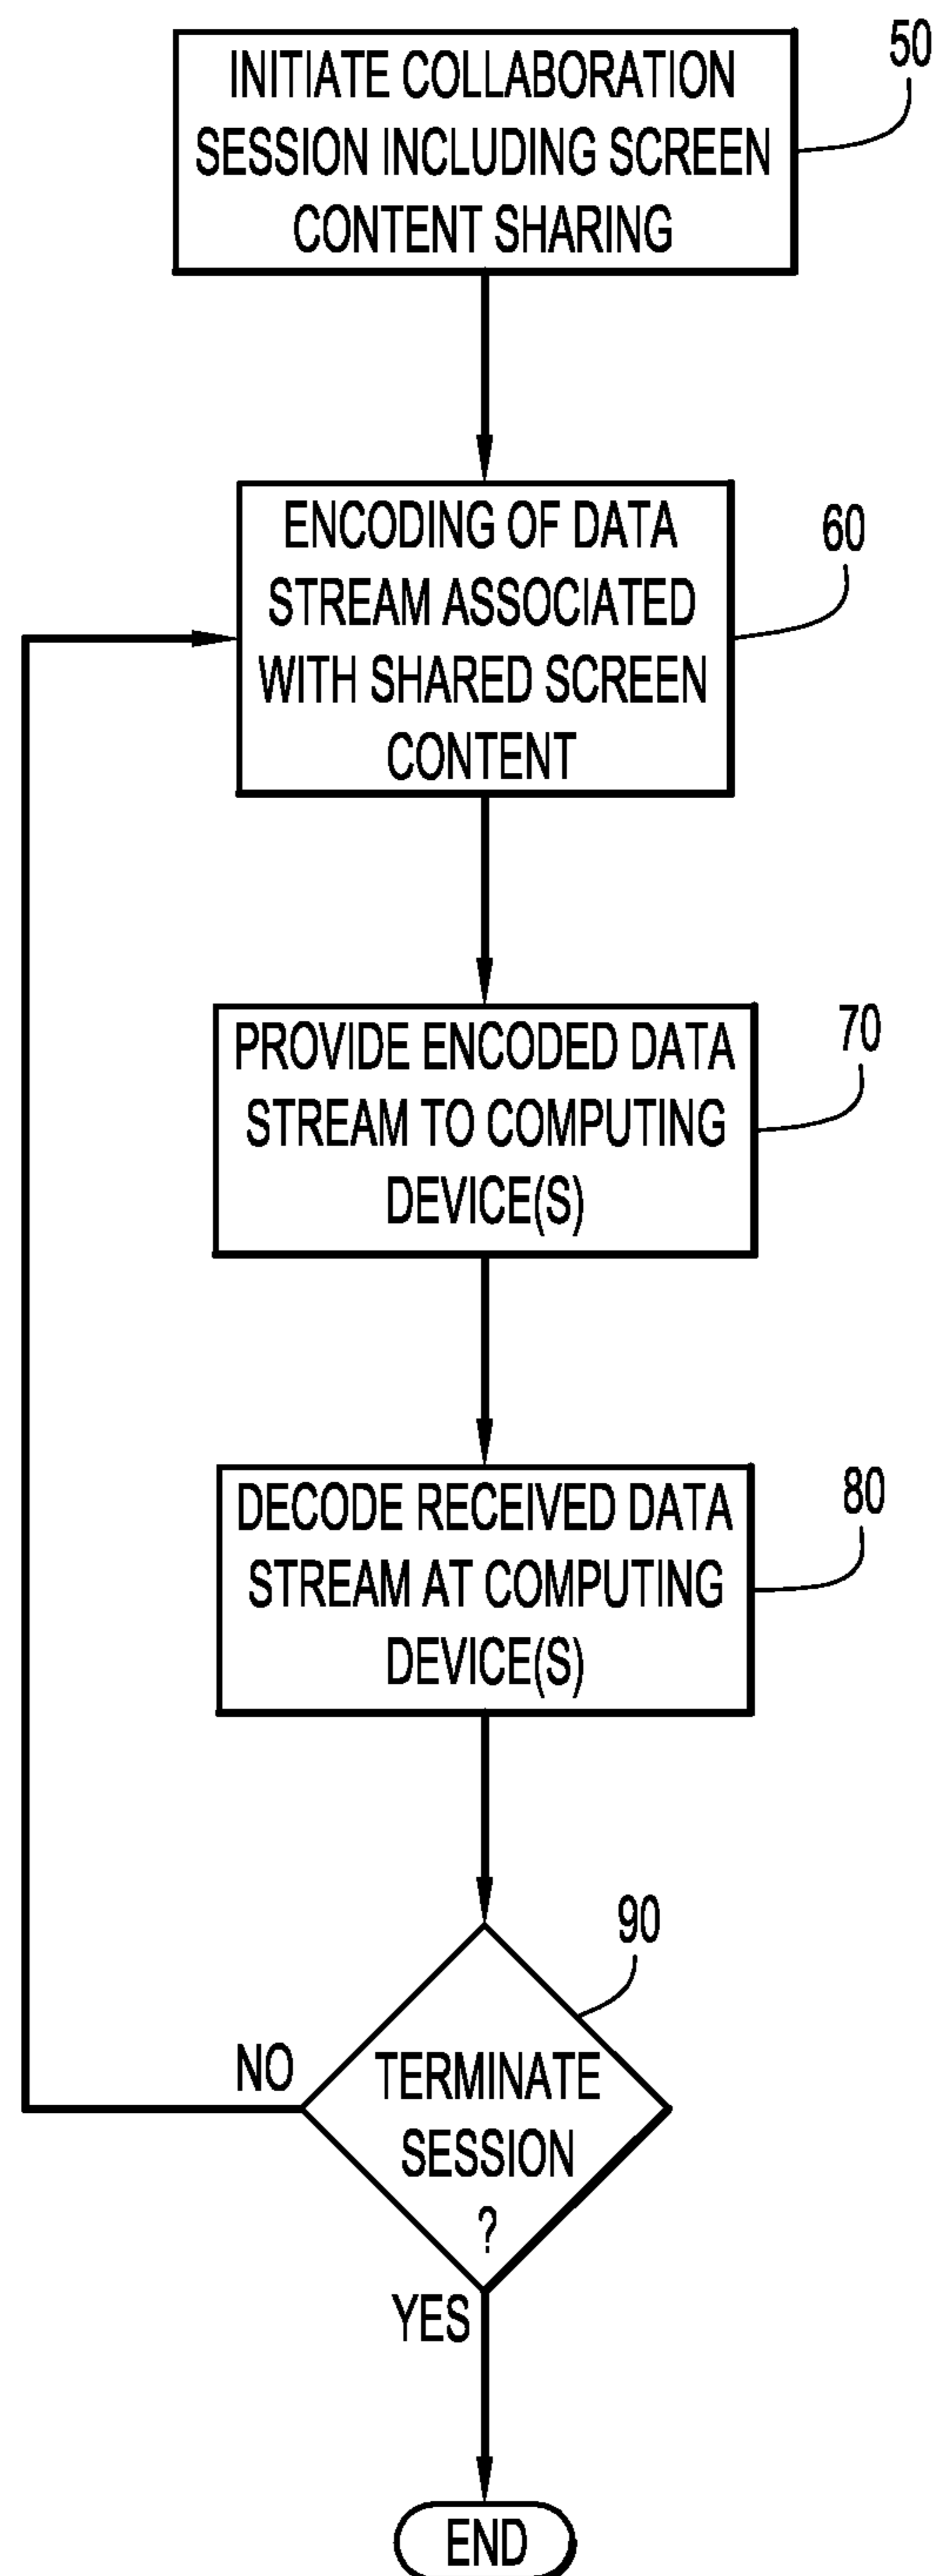 50
INITIATE COLLABORATION
SESSION INCLUDING SCREEN
CONTENT SHARING
60
ENCODING OF DATA
STREAM ASSOCIATED
WITH SHARED SCREEN
CONTENT
70
PROVIDE ENCODED DATA
STREAM TO COMPUTING
DEVICE(S)
80
DECODE RECEIVED DATA
STREAM AT COMPUTING
DEVICE(S)
90
NO
TERMINATE
SESSION
?
YES
END